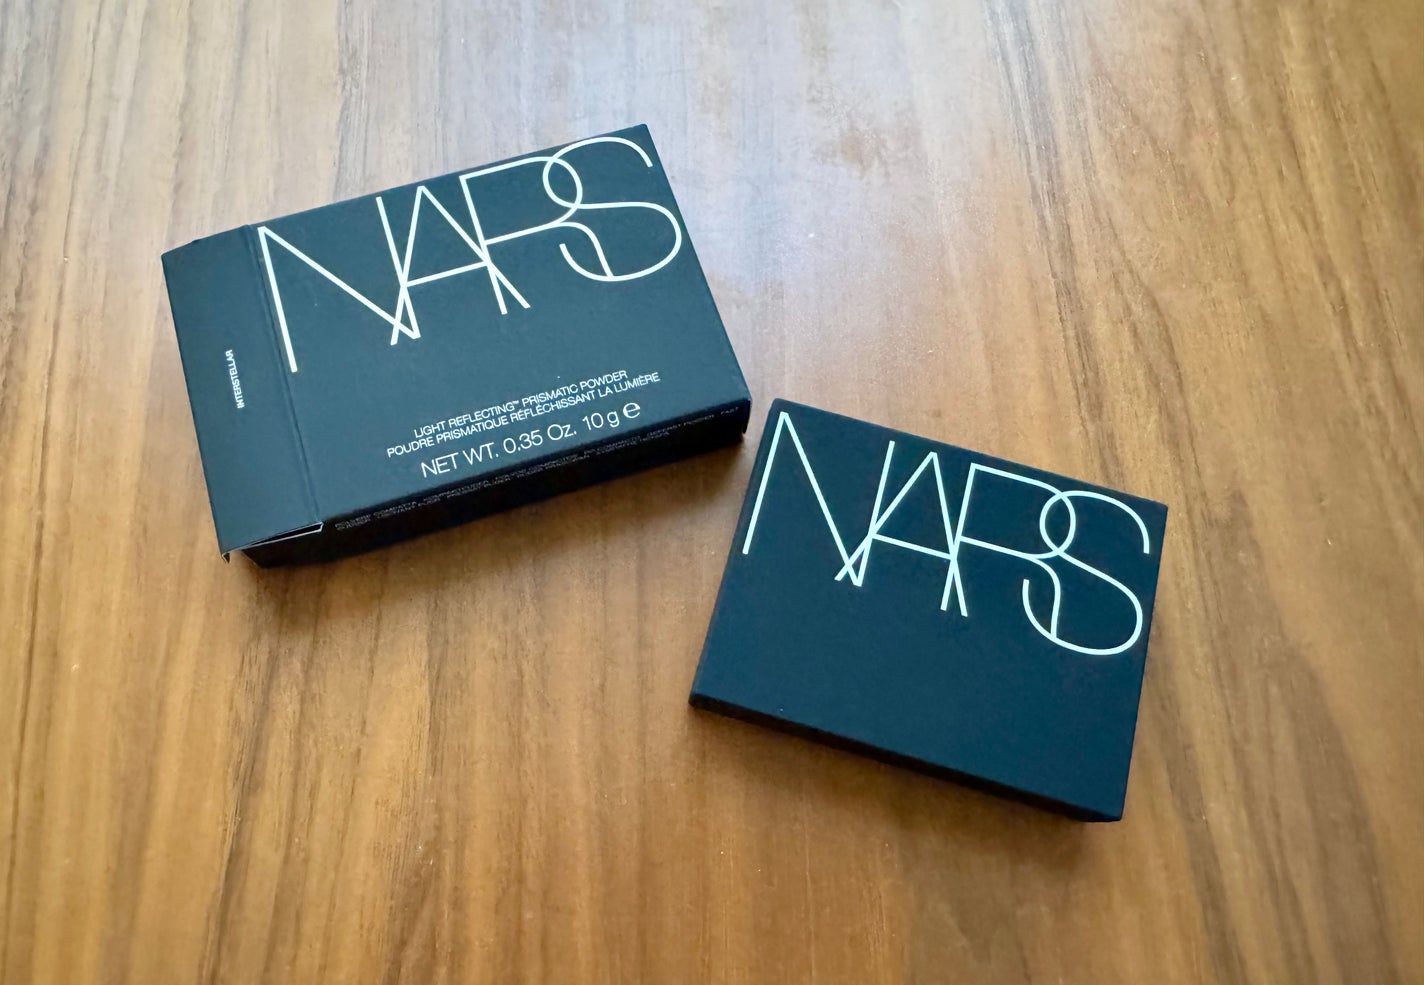 NARS
INTERSTELLAR
LIGHT REFLECTING™ PRISMATIC POWDER
POUDRE PRISMATIQUE RÉFLÉCHISSANT LA LUMIÈRE
NET WT. 0.35 Oz. 10 g ℮
NARS